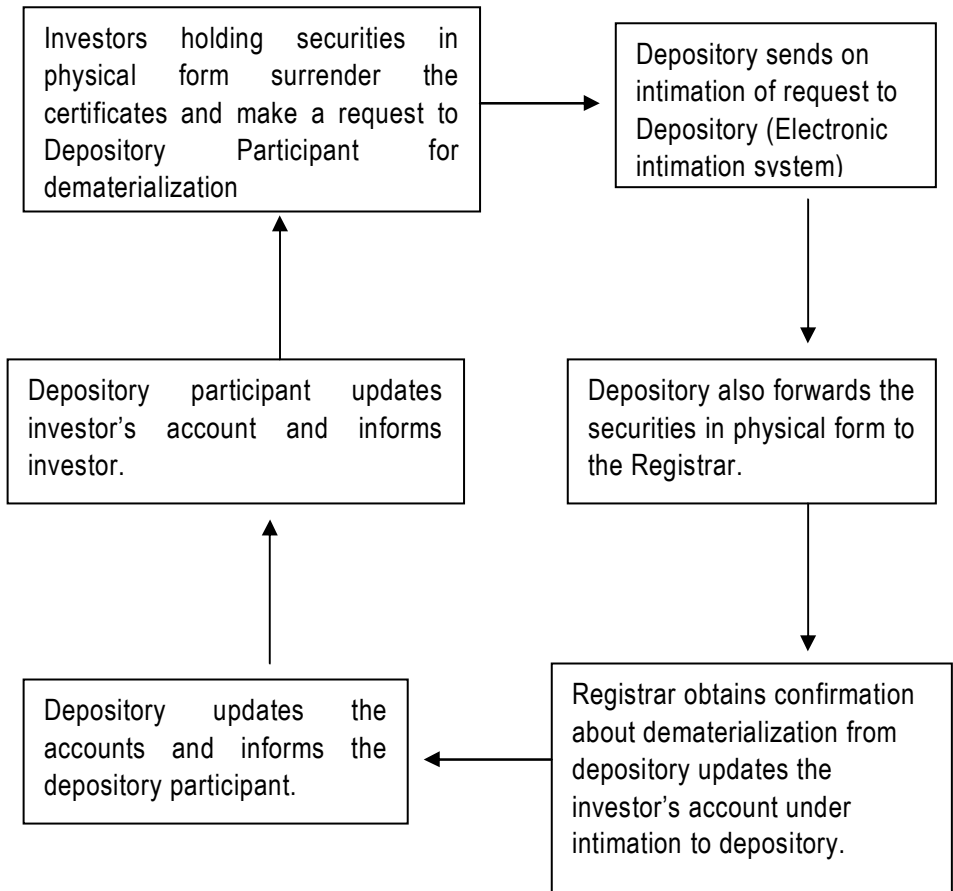 Investors holding securities in
physical form surrender the
certificates and make a request to
Depository Participant for
dematerialization
Depository sends on
intimation of request to
Depository (Electronic
intimation system)
Depository participant updates
investor’s account and informs
investor.
Depository also forwards the
securities in physical form to
the Registrar.
Depository updates the
accounts and informs the
depository participant.
Registrar obtains confirmation
about dematerialization from
depository updates the
investor’s account under
intimation to depository.